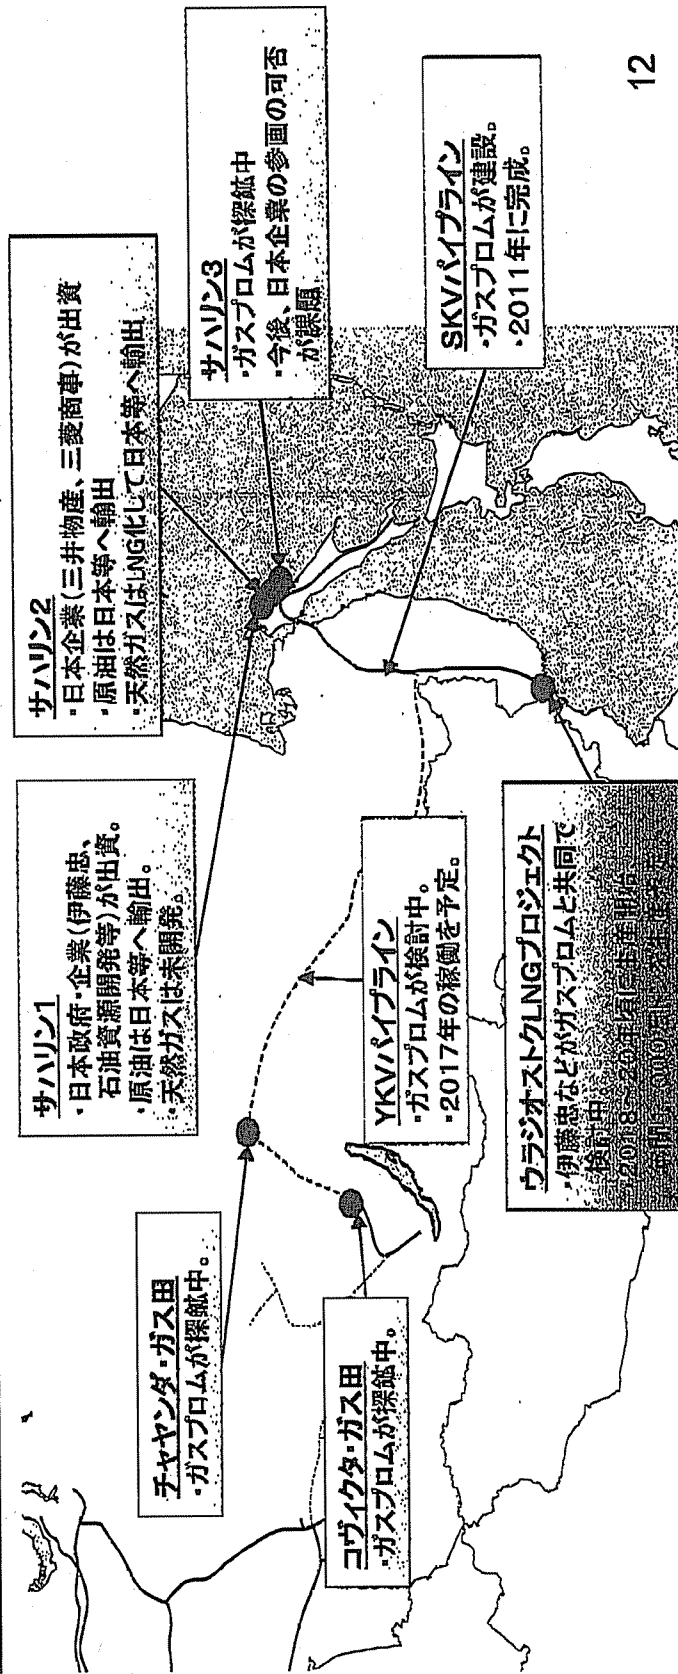 サハリン1
・日本政府・企業(伊藤忠、
石油資源開発等)が出資。
・原油は日本等へ輸出。
・天然ガスは未開発。
サハリン2
・日本企業(三井物産、三菱商事)が出資
・原油は日本等へ輸出
・天然ガスはLNG化して日本等へ輸出
サハリン3
・ガスプロムが探鉱中
・今後、日本企業の参画の可否
が課題
チャヤンダ・ガス田
・ガスプロムが探鉱中。
コヴィクタ・ガス田
・ガスプロムが探鉱中。
YKVパイプライン
・ガスプロムが検討中。
・2017年の稼働を予定。
SKVパイプライン
・ガスプロムが建設。
・2011年に完成。
ウラジオストクLNGプロジェクト
・伊藤忠などがガスプロムと共同で
検討中
・2018~20年頃に生産開始
12